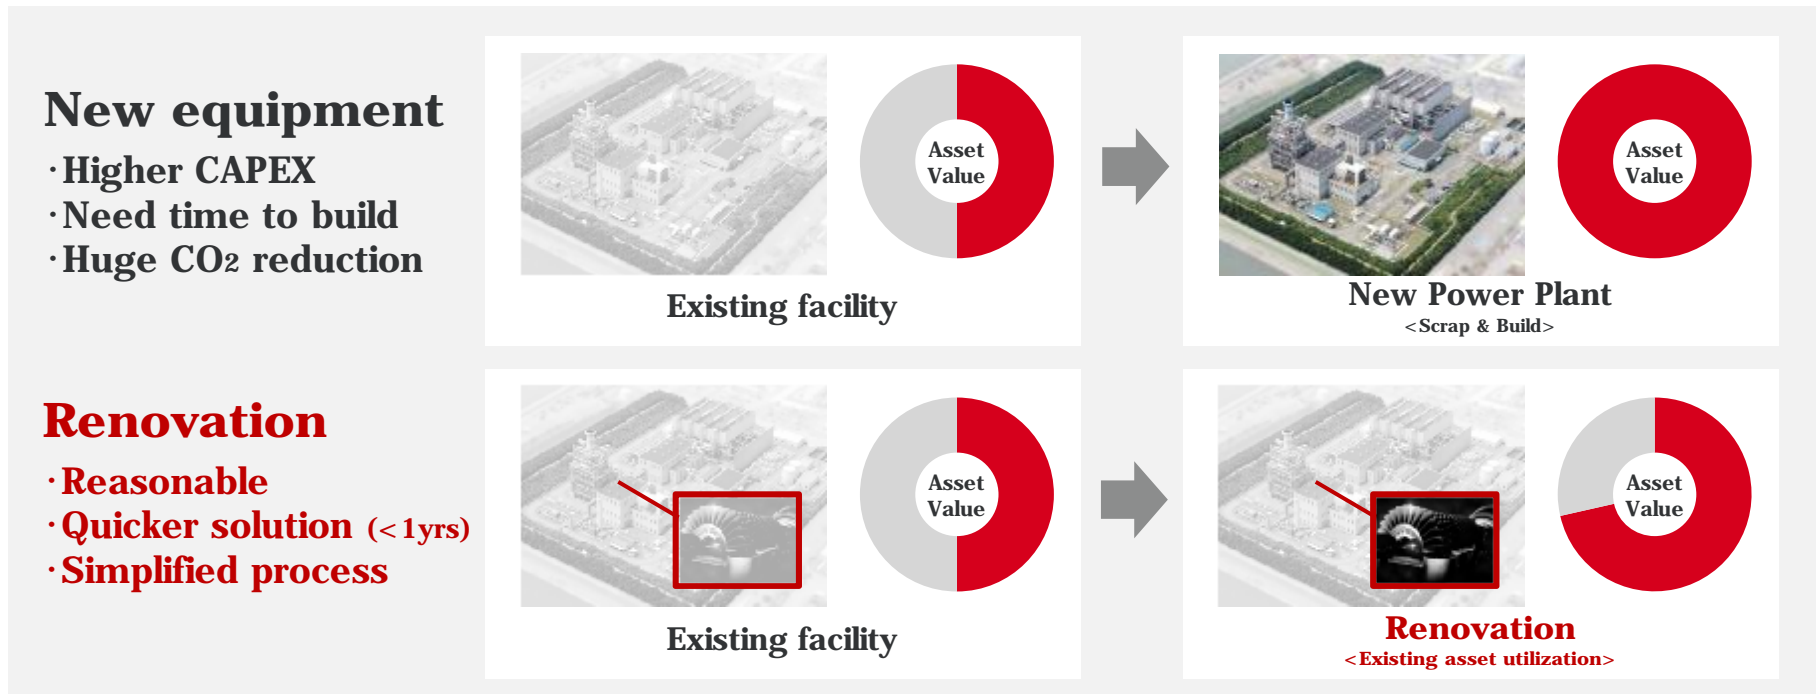 New equipment
・Higher CAPEX
・Need time to build
・Huge CO2 reduction
Asset
Value
Existing facility
Asset
Value
New Power Plant
<Scrap & Build>
Renovation
・Reasonable
・Quicker solution (<1yrs)
・Simplified process
Asset
Value
Existing facility
Asset
Value
Renovation
<Existing asset utilization>